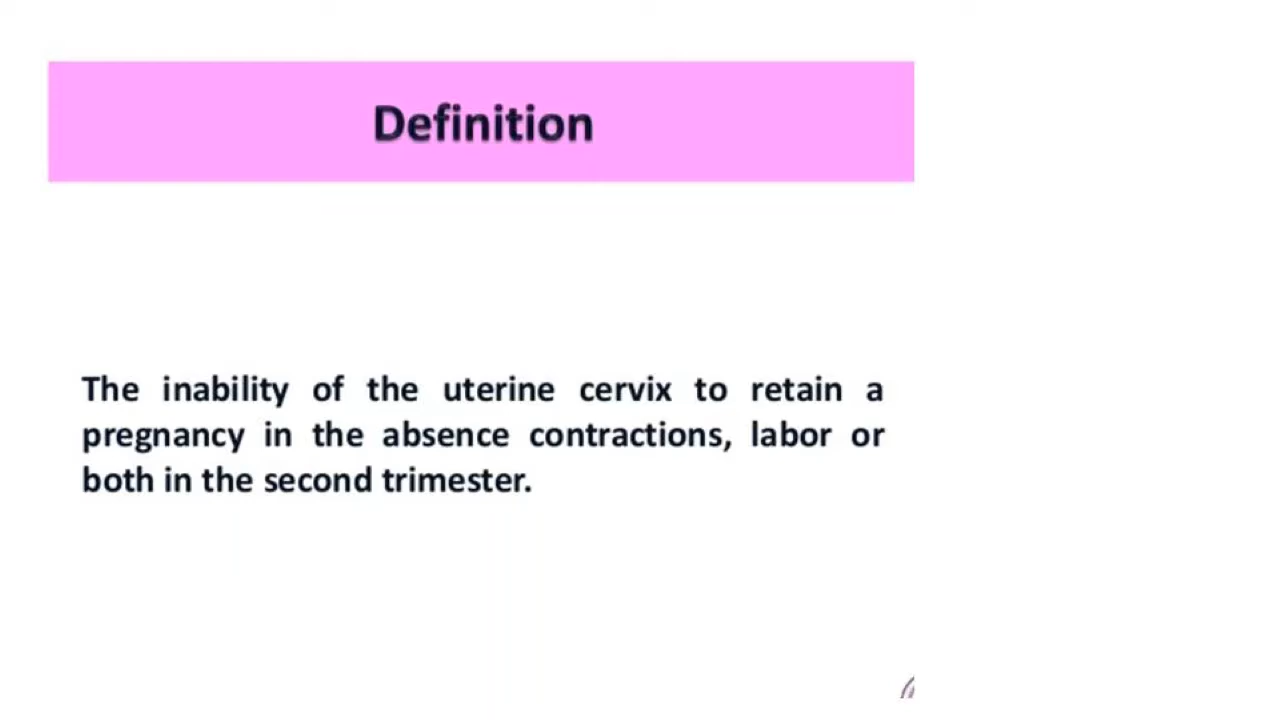 Definition
The inability of the uterine cervix to retain a
pregnancy in the absence contractions, labor or
both in the second trimester.